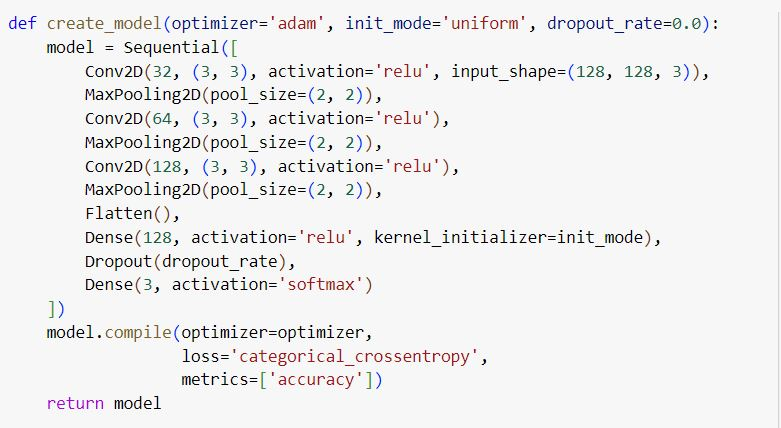 def create_model(optimizer='adam', init_mode='uniform', dropout_rate=0.0):
    model = Sequential([
        Conv2D(32, (3, 3), activation='relu', input_shape=(128, 128, 3)),
        MaxPooling2D(pool_size=(2, 2)),
        Conv2D(64, (3, 3), activation='relu'),
        MaxPooling2D(pool_size=(2, 2)),
        Conv2D(128, (3, 3), activation='relu'),
        MaxPooling2D(pool_size=(2, 2)),
        Flatten(),
        Dense(128, activation='relu', kernel_initializer=init_mode),
        Dropout(dropout_rate),
        Dense(3, activation='softmax')
    ])
    model.compile(optimizer=optimizer,
                  loss='categorical_crossentropy',
                  metrics=['accuracy'])
    return model